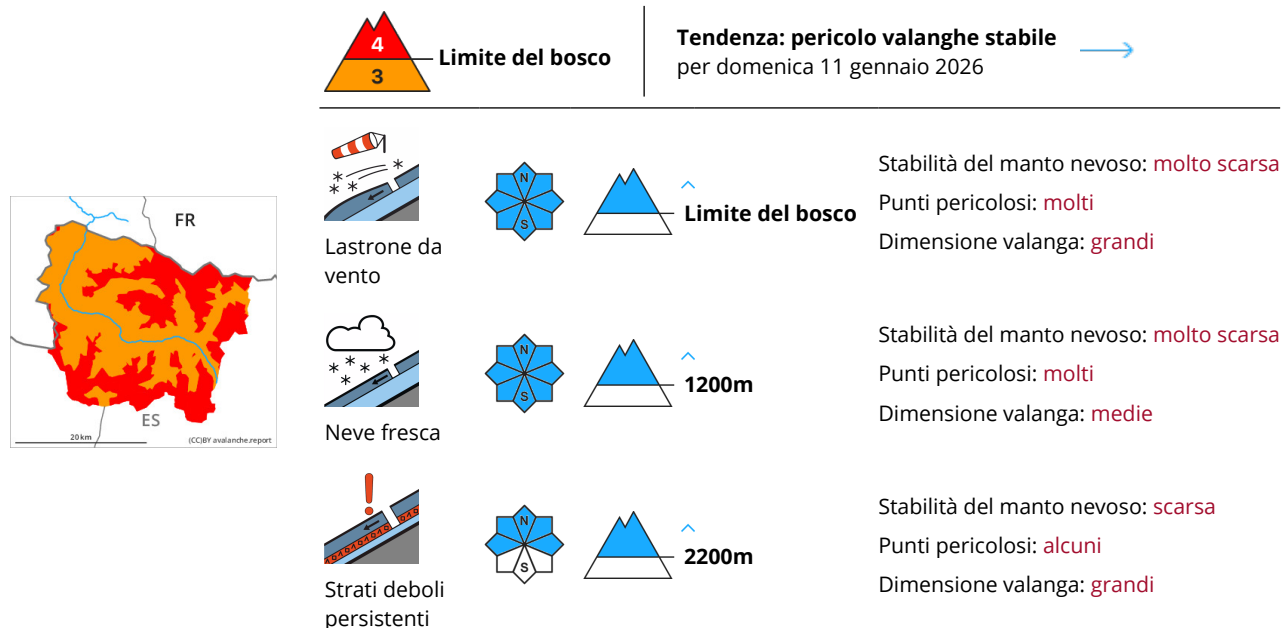 4
3
Limite del bosco
Tendenza: pericolo valanghe stabile
per domenica 11 gennaio 2026
FR
ES
20 km
(CC)BY avalanche.report
Lastrone da
vento
N
S
Limite del bosco
Stabilità del manto nevoso: molto scarsa
Punti pericolosi: molti
Dimensione valanga: grandi
Neve fresca
N
S
1200m
Stabilità del manto nevoso: molto scarsa
Punti pericolosi: molti
Dimensione valanga: medie
Strati deboli
persistenti
N
S
2200m
Stabilità del manto nevoso: scarsa
Punti pericolosi: alcuni
Dimensione valanga: grandi